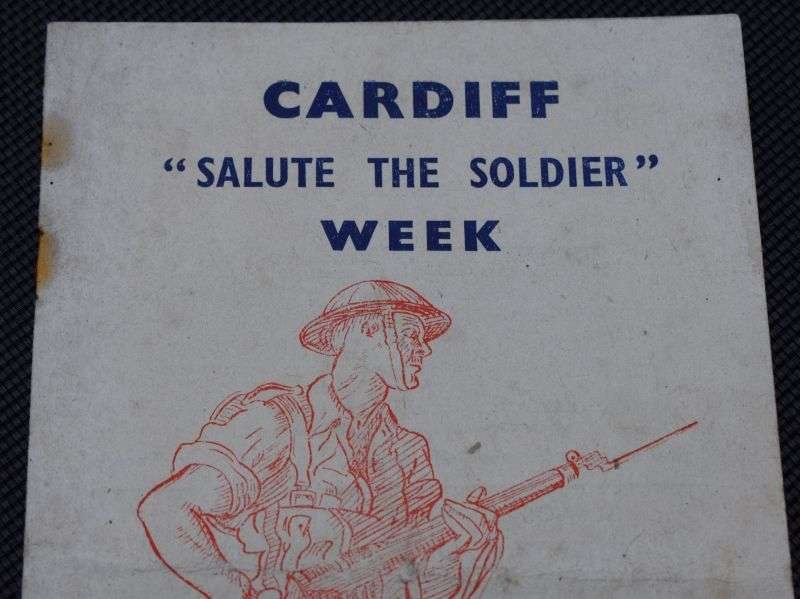 CARDIFF
“SALUTE THE SOLDIER”
WEEK